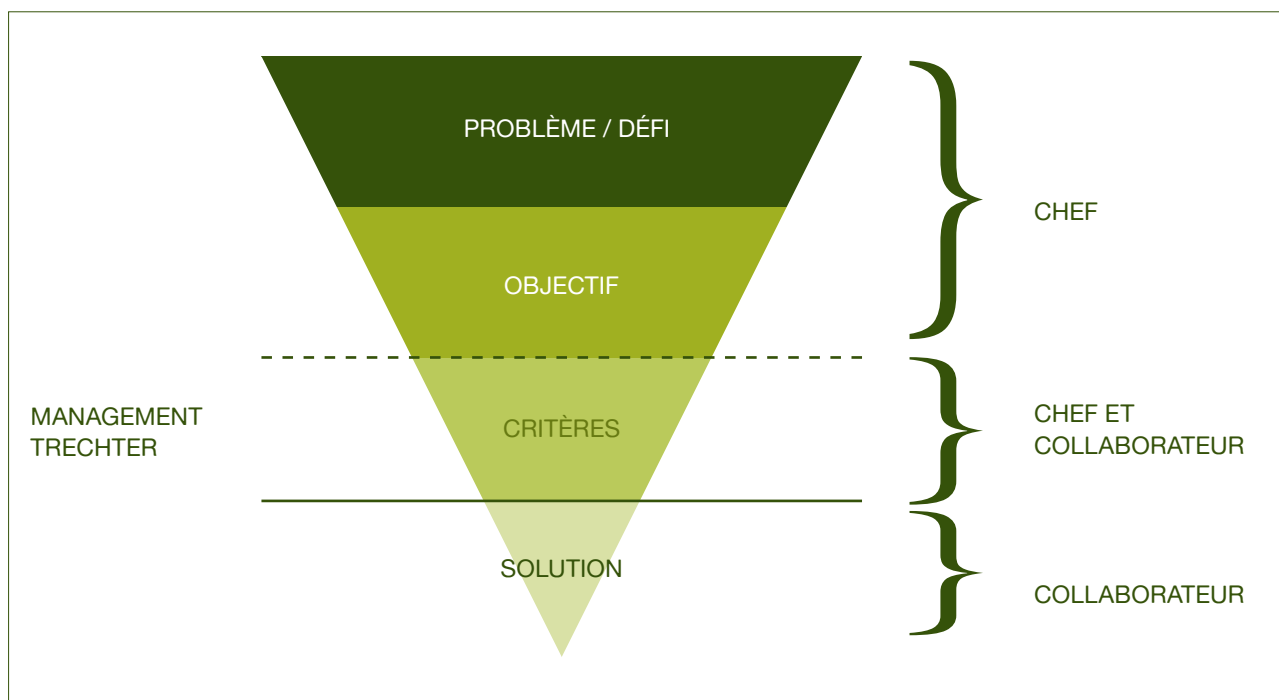 PROBLÈME / DÉFI
CHEF
OBJECTIF
MANAGEMENT
TRECHTER
CRITÈRES
CHEF ET
COLLABORATEUR
SOLUTION
COLLABORATEUR